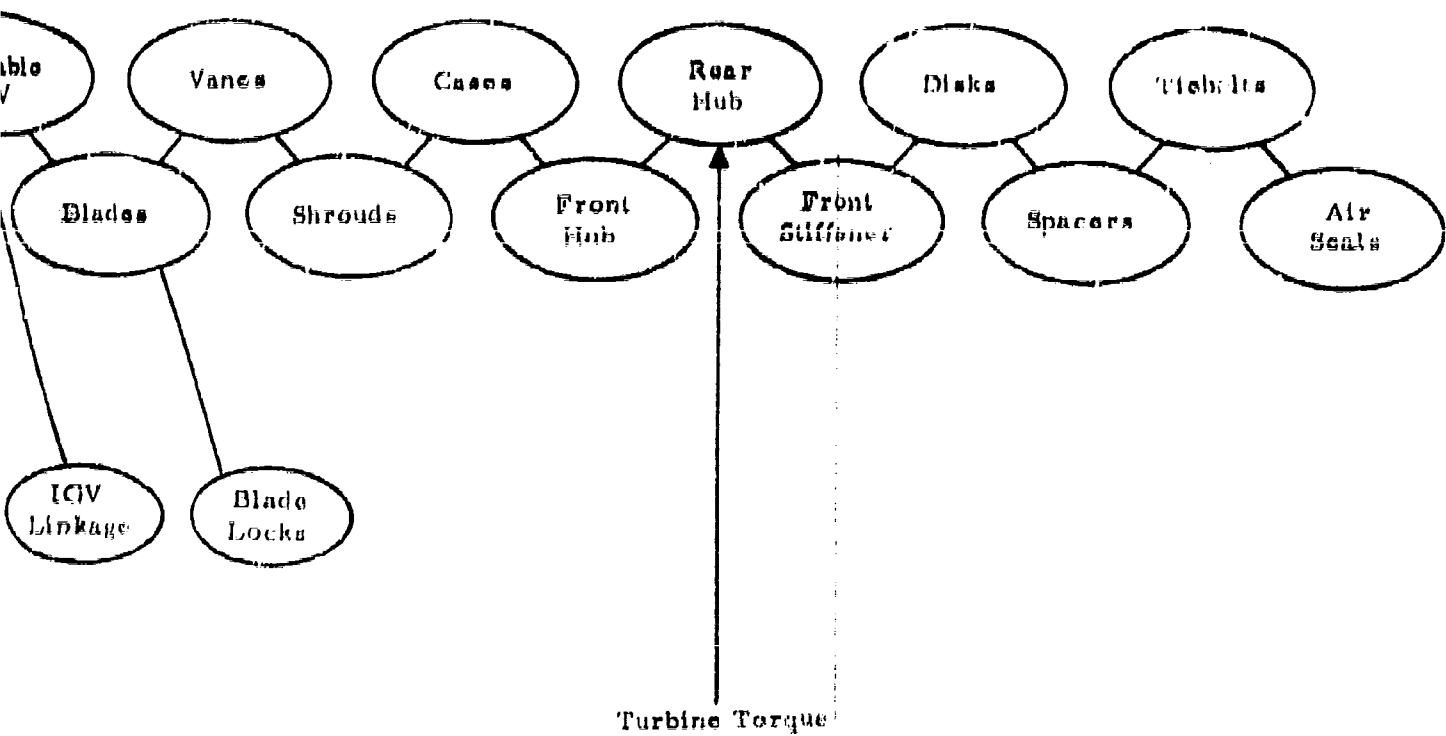 Vanes
Cases
Rear
Hub
Disks
Tiebolts
Blades
Shrouds
Front
Hub
Front
Stiffener
Spacers
Air
Seals
IGV
Linkage
Blade
Locks
Turbine Torque